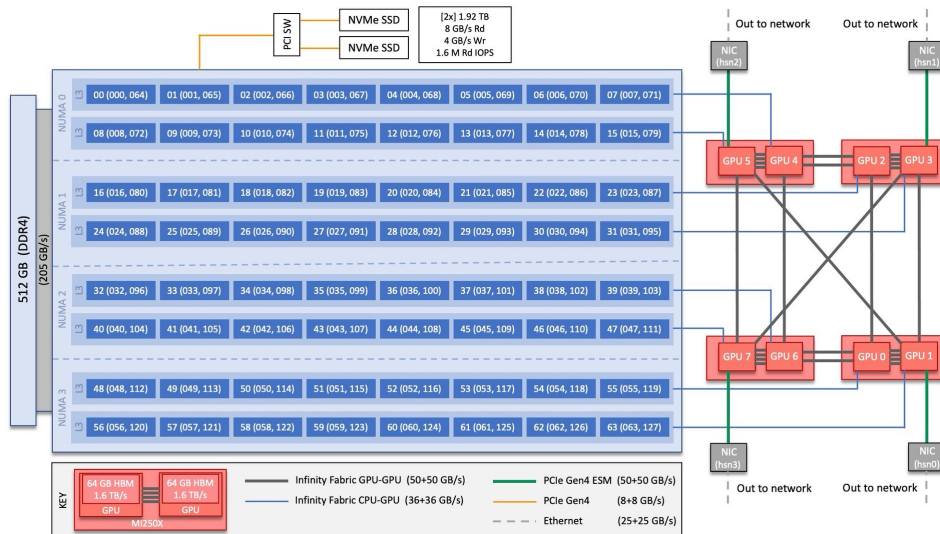 PCI SW
NVMe SSD
NVMe SSD
[2x] 1.92 TB
8 GB/s Rd
4 GB/s Wr
1.6 M Rd IOPS
Out to network
Out to network
NIC
(hsn2)
NIC
(hsn1)
512 GB (DDR4)
(205 GB/s)
NUMA 0
L3 00 (000, 064) 01 (001, 065) 02 (002, 066) 03 (003, 067) 04 (004, 068) 05 (005, 069) 06 (006, 070) 07 (007, 071)
L3 08 (008, 072) 09 (009, 073) 10 (010, 074) 11 (011, 075) 12 (012, 076) 13 (013, 077) 14 (014, 078) 15 (015, 079)
NUMA 1
L3 16 (016, 080) 17 (017, 081) 18 (018, 082) 19 (019, 083) 20 (020, 084) 21 (021, 085) 22 (022, 086) 23 (023, 087)
L3 24 (024, 088) 25 (025, 089) 26 (026, 090) 27 (027, 091) 28 (028, 092) 29 (029, 093) 30 (030, 094) 31 (031, 095)
NUMA 2
L3 32 (032, 096) 33 (033, 097) 34 (034, 098) 35 (035, 099) 36 (036, 100) 37 (037, 101) 38 (038, 102) 39 (039, 103)
L3 40 (040, 104) 41 (041, 105) 42 (042, 106) 43 (043, 107) 44 (044, 108) 45 (045, 109) 46 (046, 110) 47 (047, 111)
NUMA 3
L3 48 (048, 112) 49 (049, 113) 50 (050, 114) 51 (051, 115) 52 (052, 116) 53 (053, 117) 54 (054, 118) 55 (055, 119)
L3 56 (056, 120) 57 (057, 121) 58 (058, 122) 59 (059, 123) 60 (060, 124) 61 (061, 125) 62 (062, 126) 63 (063, 127)
GPU 5 GPU 4 GPU 2 GPU 3
GPU 7 GPU 6 GPU 0 GPU 1
NIC
(hsn3)
NIC
(hsn0)
Out to network
Out to network
KEY
64 GB HBM
1.6 TB/s
GPU
64 GB HBM
1.6 TB/s
GPU
MI250X
Infinity Fabric GPU-GPU (50+50 GB/s)
Infinity Fabric CPU-GPU (36+36 GB/s)
PCIe Gen4 ESM (50+50 GB/s)
PCIe Gen4 (8+8 GB/s)
Ethernet (25+25 GB/s)